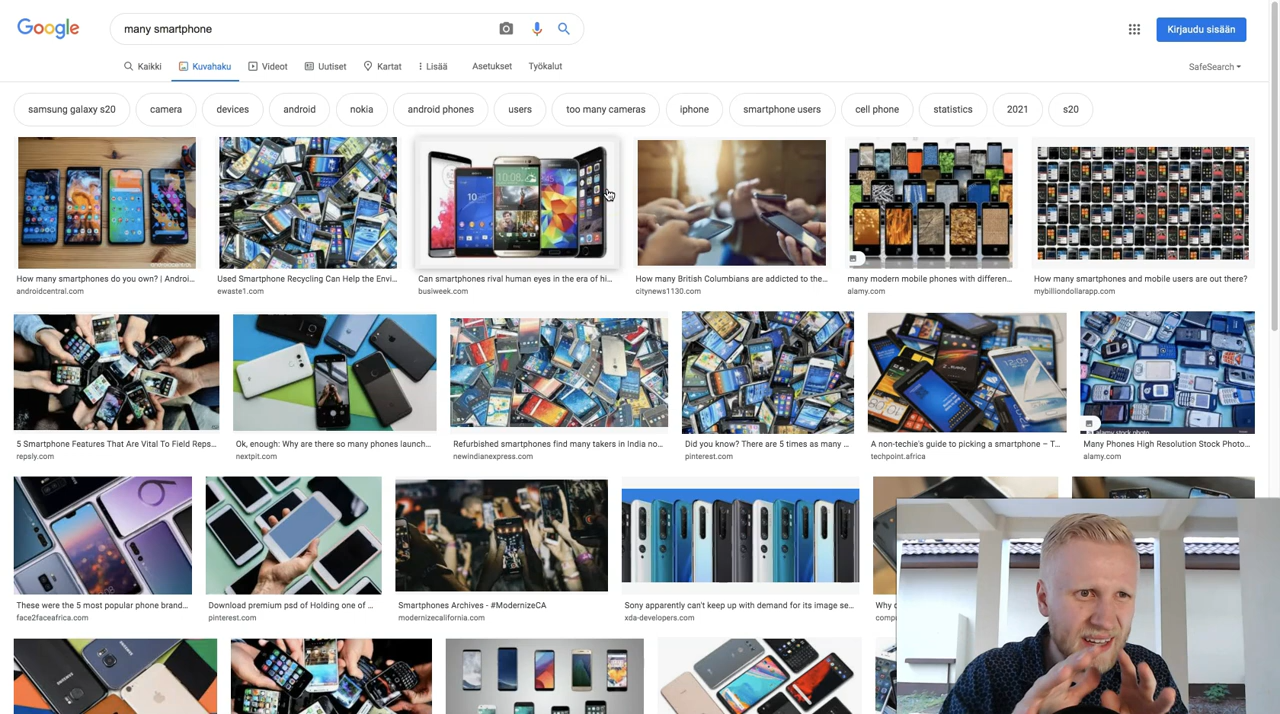 Google
many smartphone
Kirjaudu sisään
Kaikki
Kuvahaku
Videot
Uutiset
Kartat
Lisää
Asetukset
Työkalut
SafeSearch
samsung galaxy s20
camera
devices
android
nokia
android phones
users
too many cameras
iphone
smartphone users
cell phone
statistics
2021
s20
How many smartphones do you own? | Androi...
androidcentral.com
Used Smartphone Recycling Can Help the Envi...
ewaste1.com
Can smartphones rival human eyes in the era of hi...
busiweek.com
How many British Columbians are addicted to the...
citynews1130.com
many modern mobile phones with differen...
alamy.com
How many smartphones and mobile users are out there?
mybilliondollarapp.com
5 Smartphone Features That Are Vital To Field Reps...
repsly.com
Ok, enough: Why are there so many phones launch...
nextpit.com
Refurbished smartphones find many takers in India no...
newindianexpress.com
Did you know? There are 5 times as many ...
pinterest.com
A non-techie's guide to picking a smartphone – T...
techpoint.africa
Many Phones High Resolution Stock Photo...
alamy.com
These were the 5 most popular phone brand...
face2faceafrica.com
Download premium psd of Holding one of ...
pinterest.com
Smartphones Archives - #ModernizeCA
modernizecalifornia.com
Sony apparently can't keep up with demand for its image se...
xda-developers.com